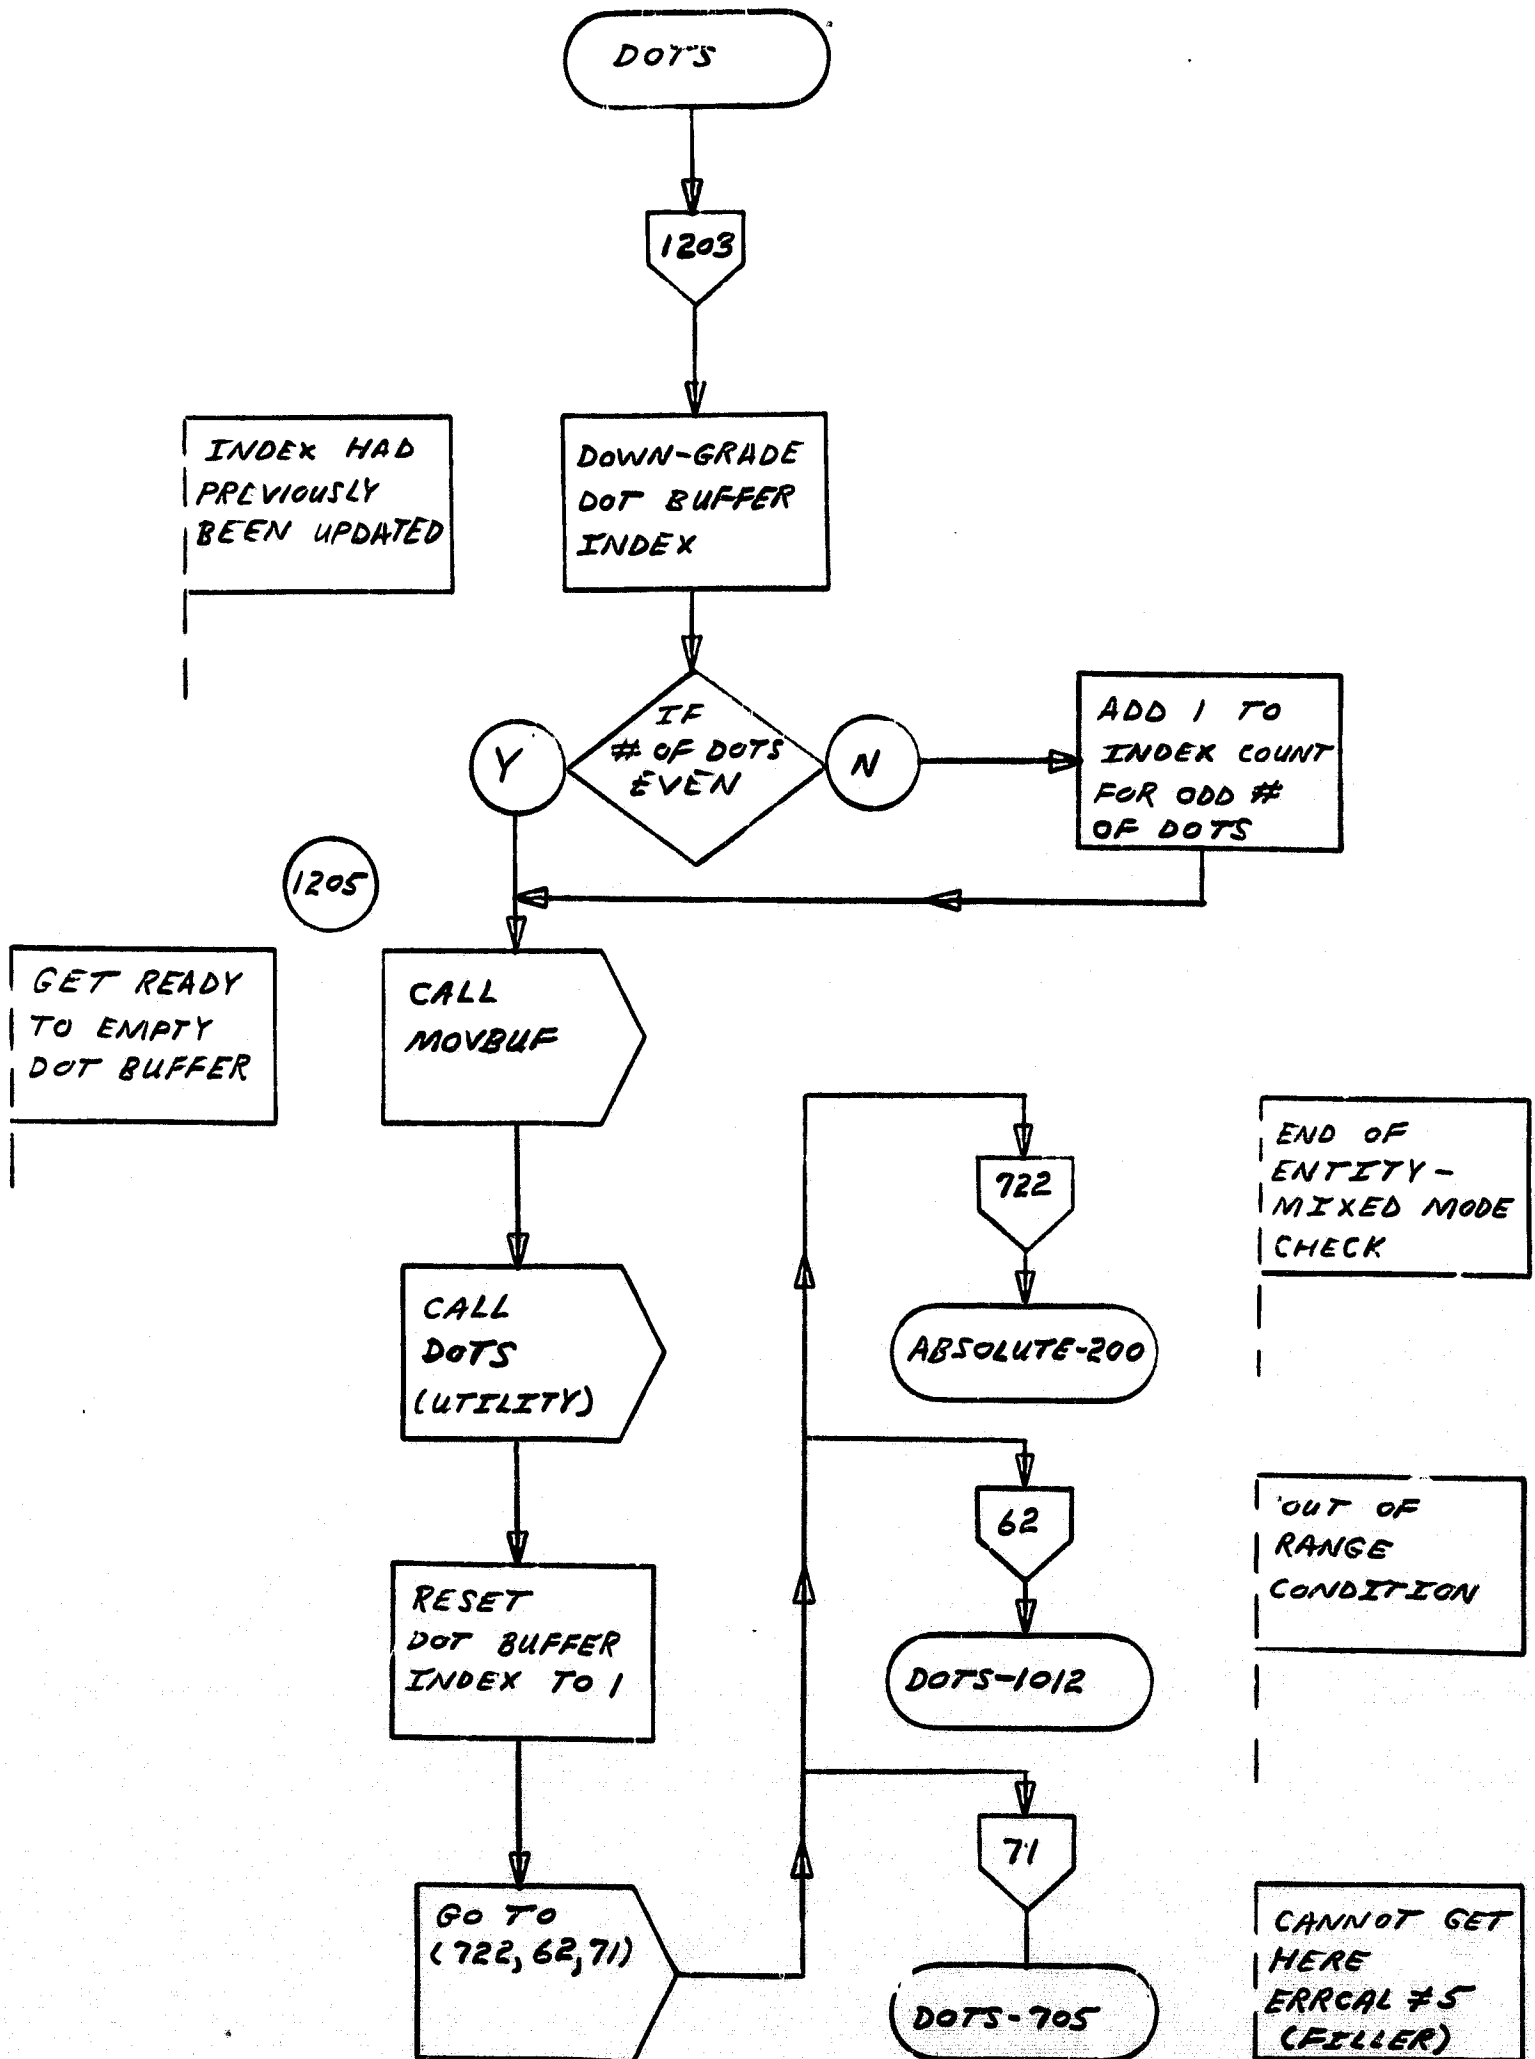 DOTS
1203
INDEX HAD
PREVIOUSLY
BEEN UPDATED
DOWN-GRADE
DOT BUFFER
INDEX
IF
# OF DOTS
EVEN
Y
N
ADD 1 TO
INDEX COUNT
FOR ODD #
OF DOTS
1205
GET READY
TO EMPTY
DOT BUFFER
CALL
MOVBUF
CALL
DOTS
(UTILITY)
RESET
DOT BUFFER
INDEX TO 1
GO TO
(722,62,71)
722
ABSOLUTE-200
END OF
ENTITY-
MIXED MODE
CHECK
62
DOTS-1012
OUT OF
RANGE
CONDITION
71
DOTS-705
CANNOT GET
HERE
ERRCAL #5
(FILLER)